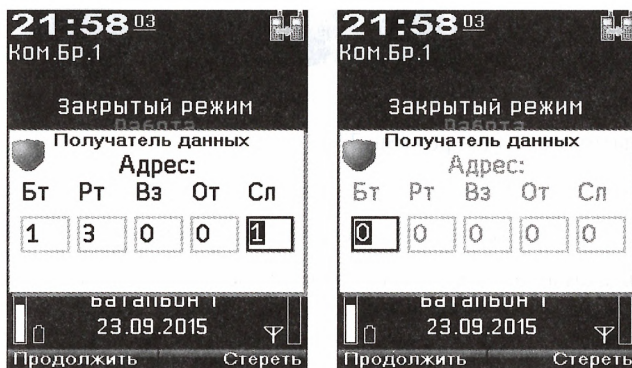 21:58 03
Ком.Бр.1
Закрытый режим
Работа
Получатель данных
Адрес:
Бт Рт Вз От Сл
1 3 0 0 1
Батальон 1
23.09.2015
Продолжить Стереть
21:58 03
Ком.Бр.1
Закрытый режим
Работа
Получатель данных
Адрес:
Бт Рт Вз От Сл
0 0 0 0 0
Батальон 1
23.09.2015
Продолжить Стереть